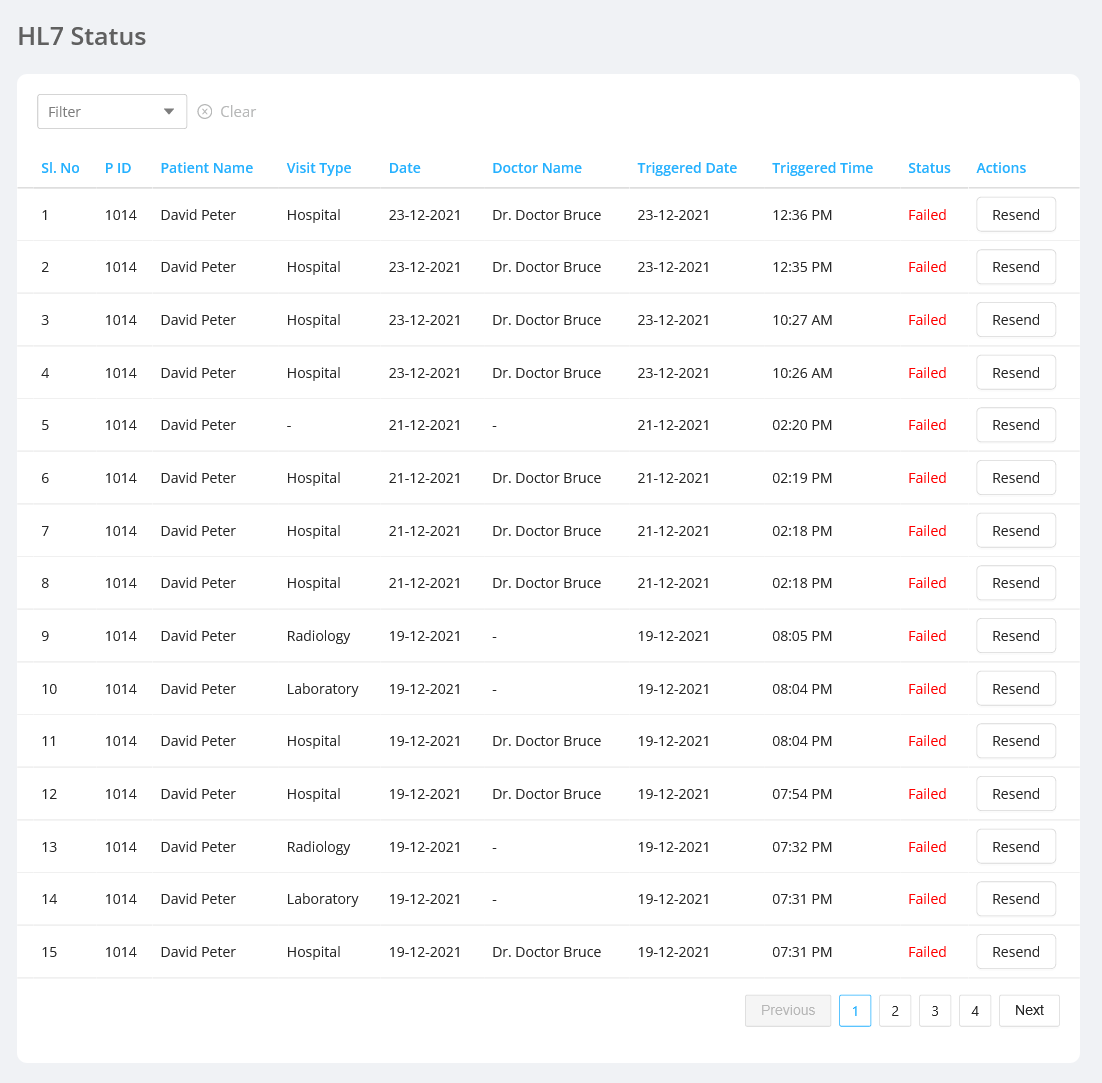 HL7 Status
Filter Clear
Sl. No P ID Patient Name Visit Type Date Doctor Name Triggered Date Triggered Time Status Actions
1 1014 David Peter Hospital 23-12-2021 Dr. Doctor Bruce 23-12-2021 12:36 PM Failed Resend
2 1014 David Peter Hospital 23-12-2021 Dr. Doctor Bruce 23-12-2021 12:35 PM Failed Resend
3 1014 David Peter Hospital 23-12-2021 Dr. Doctor Bruce 23-12-2021 10:27 AM Failed Resend
4 1014 David Peter Hospital 23-12-2021 Dr. Doctor Bruce 23-12-2021 10:26 AM Failed Resend
5 1014 David Peter - 21-12-2021 - 21-12-2021 02:20 PM Failed Resend
6 1014 David Peter Hospital 21-12-2021 Dr. Doctor Bruce 21-12-2021 02:19 PM Failed Resend
7 1014 David Peter Hospital 21-12-2021 Dr. Doctor Bruce 21-12-2021 02:18 PM Failed Resend
8 1014 David Peter Hospital 21-12-2021 Dr. Doctor Bruce 21-12-2021 02:18 PM Failed Resend
9 1014 David Peter Radiology 19-12-2021 - 19-12-2021 08:05 PM Failed Resend
10 1014 David Peter Laboratory 19-12-2021 - 19-12-2021 08:04 PM Failed Resend
11 1014 David Peter Hospital 19-12-2021 Dr. Doctor Bruce 19-12-2021 08:04 PM Failed Resend
12 1014 David Peter Hospital 19-12-2021 Dr. Doctor Bruce 19-12-2021 07:54 PM Failed Resend
13 1014 David Peter Radiology 19-12-2021 - 19-12-2021 07:32 PM Failed Resend
14 1014 David Peter Laboratory 19-12-2021 - 19-12-2021 07:31 PM Failed Resend
15 1014 David Peter Hospital 19-12-2021 Dr. Doctor Bruce 19-12-2021 07:31 PM Failed Resend
Previous 1 2 3 4 Next